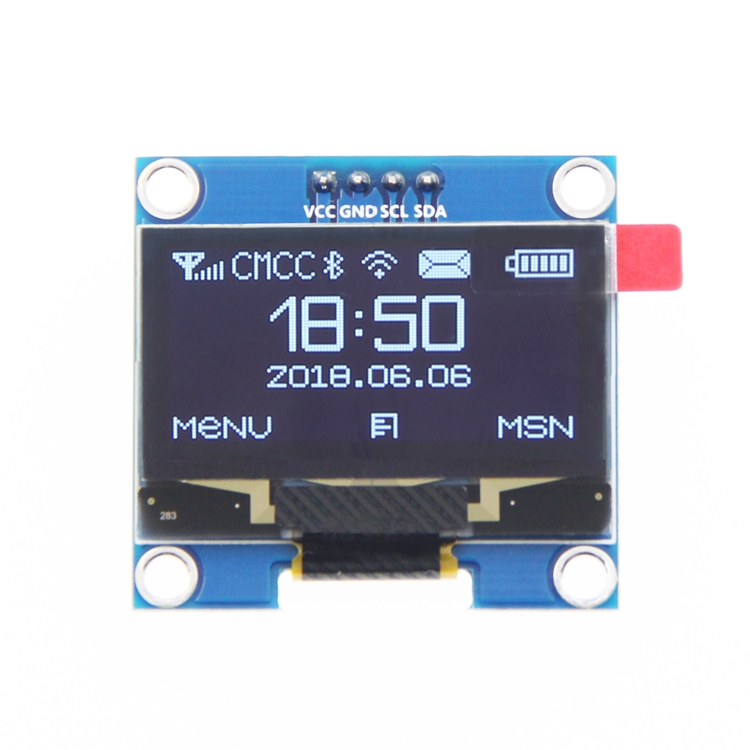 VCC GND SCL SDA
CMCC
18:50
2018.06.06
MENU MSN
283